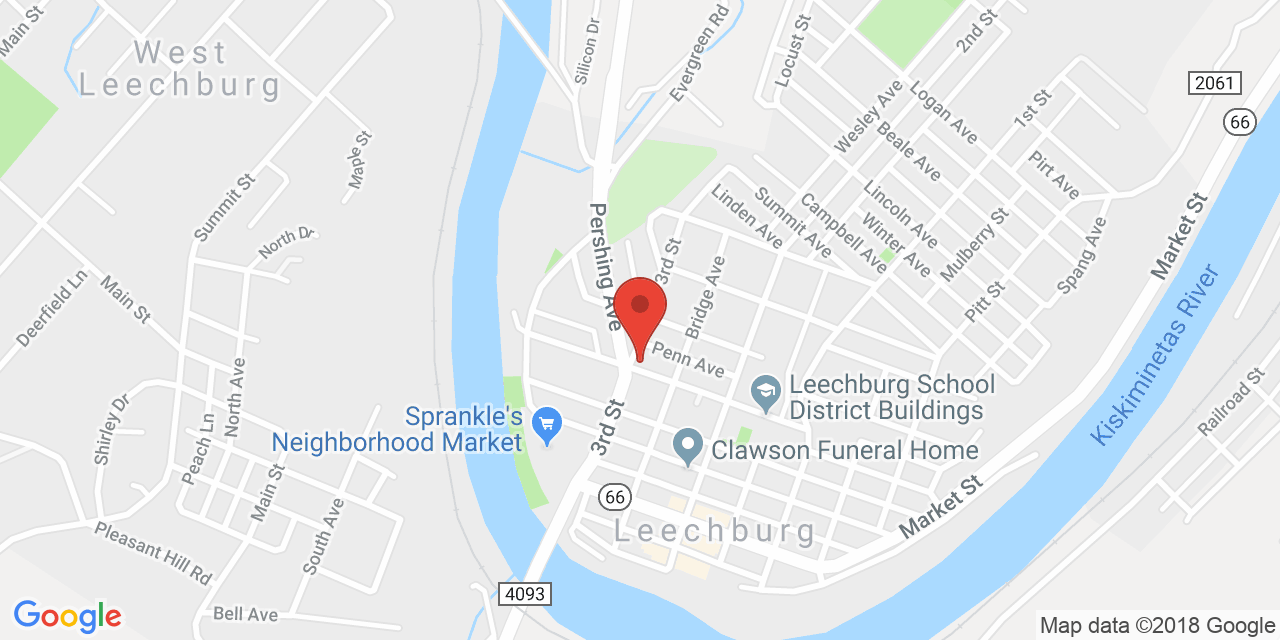 Main St
West
Leechburg
Silicon Dr
Evergreen Rd
Locust St
2nd St
2061
66
Wesley Ave
Logan Ave
Beale Ave
1st St
Pirt Ave
Maple St
Summit St
North Dr
Pershing Ave
3rd St
Linden Ave
Summit Ave
Campbell Ave
Lincoln Ave
Winter Ave
Mulberry St
Spang Ave
Market St
Pitt St
Bridge Ave
Deerfield Ln
Main St
Penn Ave
Kiskiminetas River
Railroad St
Leechburg School
District Buildings
Sprankle's
Neighborhood Market
3rd St
Clawson Funeral Home
Shirley Dr
Peach Ln
North Ave
Main St
South Ave
66
Leechburg
Market St
Pleasant Hill Rd
Bell Ave
4093
Google
Map data ©2018 Google